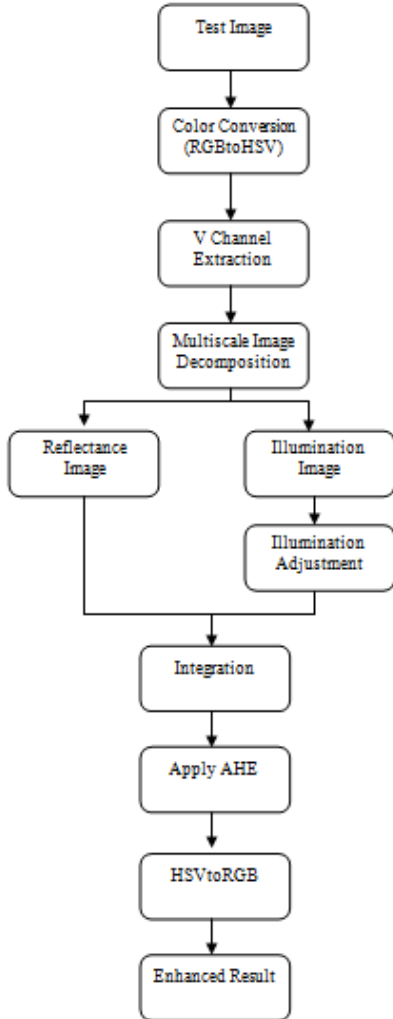 Test Image
Color Conversion
(RGBtoHSV)
V Channel
Extraction
Multiscale Image
Decomposition
Reflectance
Image
Illumination
Image
Illumination
Adjustment
Integration
Apply AHE
HSVtoRGB
Enhanced Result